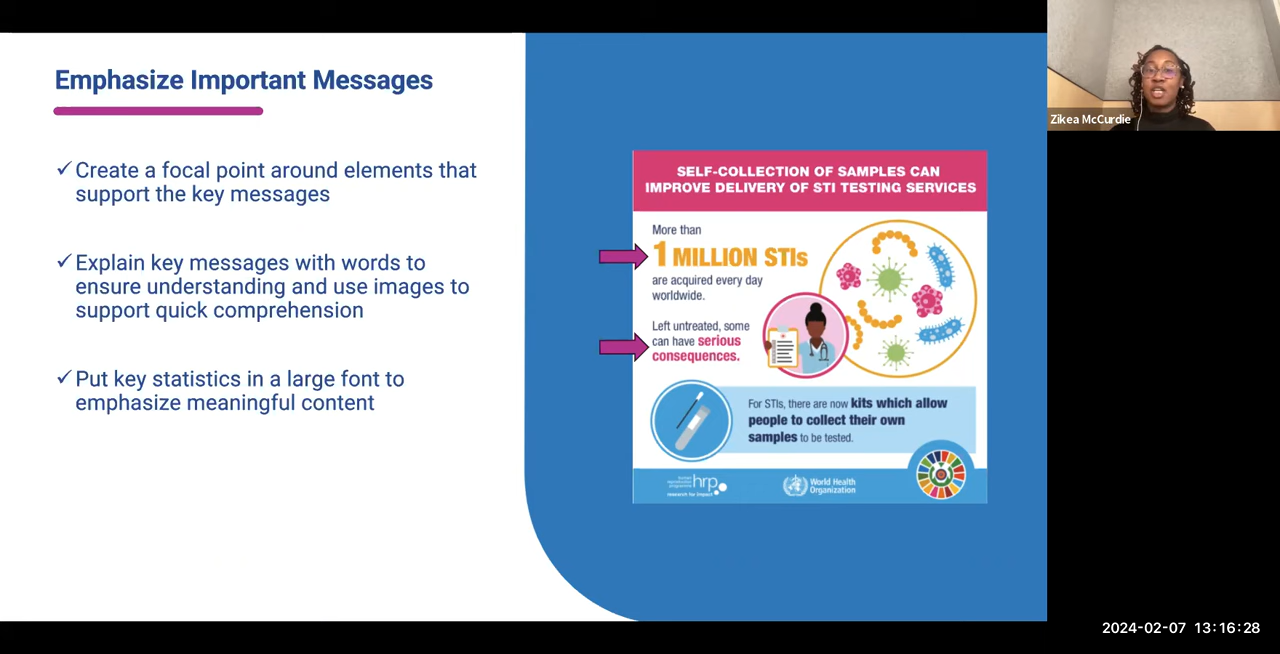 Emphasize Important Messages
✓ Create a focal point around elements that
support the key messages
✓ Explain key messages with words to
ensure understanding and use images to
support quick comprehension
✓ Put key statistics in a large font to
emphasize meaningful content
SELF-COLLECTION OF SAMPLES CAN
IMPROVE DELIVERY OF STI TESTING SERVICES
More than
1 MILLION STIs
are acquired every day
worldwide.
Left untreated, some
can have serious
consequences.
For STIs, there are now kits which allow
people to collect their own
samples to be tested.
human
reproduction
programme
hrp
research for impact
World Health
Organization
Zikea McCurdie
2024-02-07 13:16:28